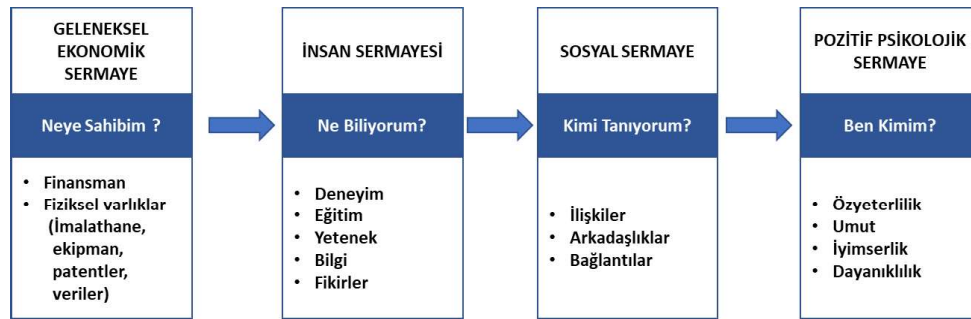 GELENEKSEL
EKONOMİK
SERMAYE
Neye Sahibim ?
• Finansman
• Fiziksel varlıklar
(İmalathane,
ekipman,
patentler,
veriler)
İNSAN SERMAYESİ
Ne Biliyorum?
• Deneyim
• Eğitim
• Yetenek
• Bilgi
• Fikirler
SOSYAL SERMAYE
Kimi Tanıyorum?
• İlişkiler
• Arkadaşlıklar
• Bağlantılar
POZİTİF PSİKOLOJİK
SERMAYE
Ben Kimim?
• Özyeterlilik
• Umut
• İyimserlik
• Dayanıklılık